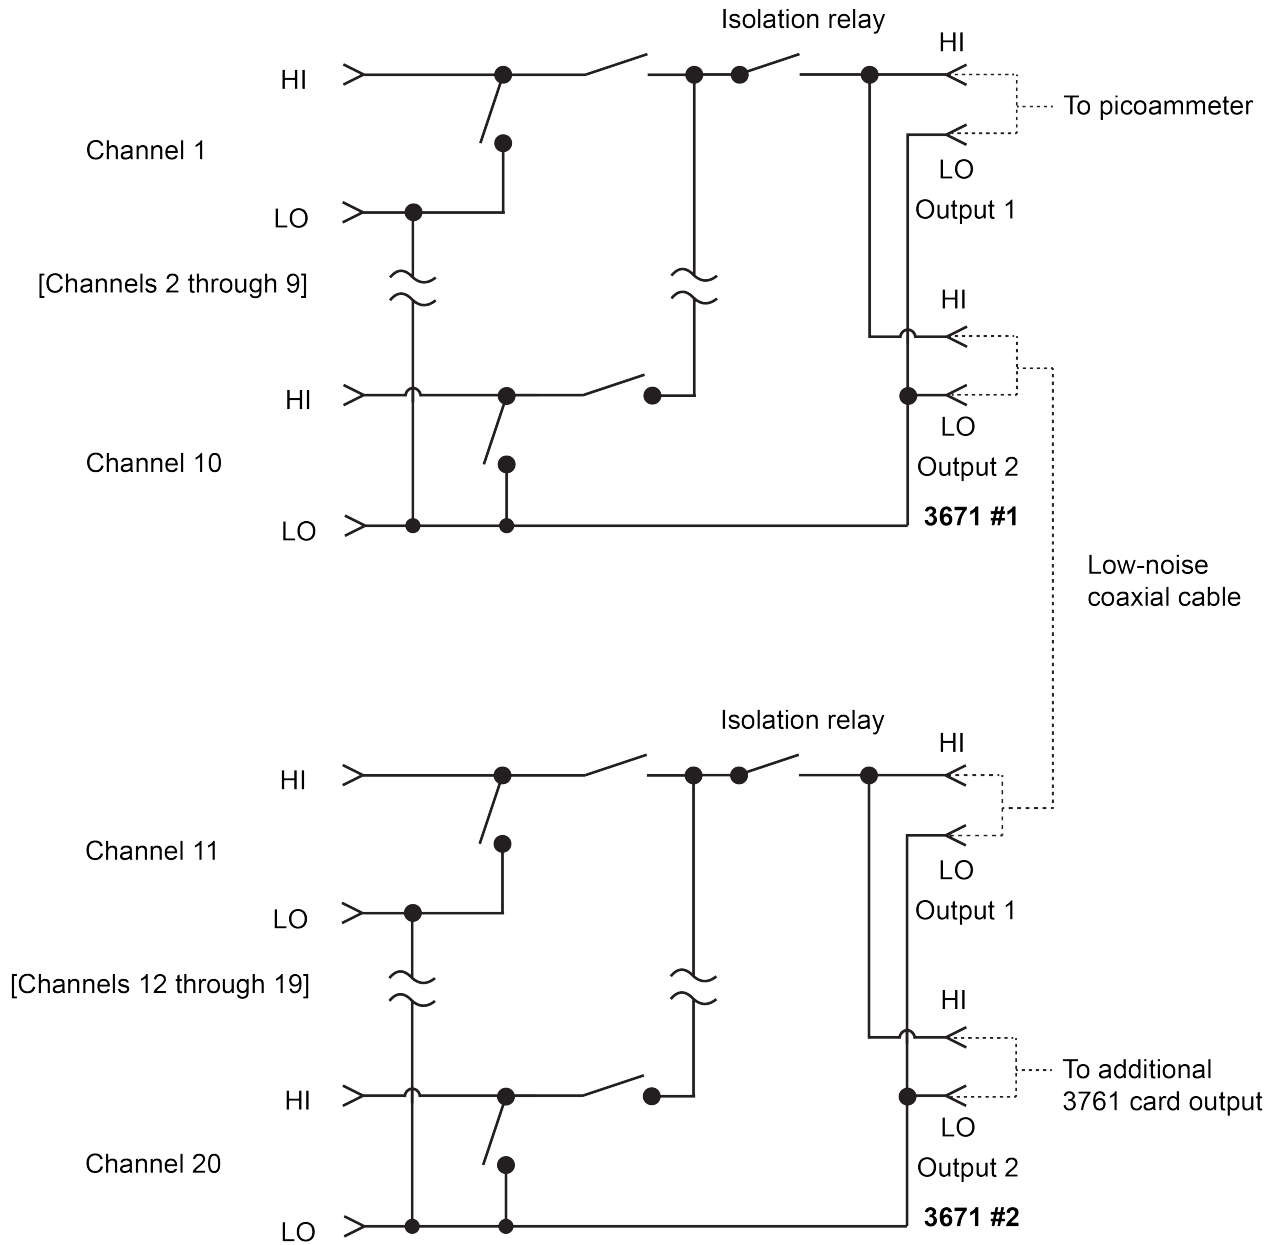 Isolation relay
HI
HI
To picoammeter
Channel 1
LO
LO
Output 1
[Channels 2 through 9]
HI
HI
LO
Channel 10
Output 2
3671 #1
LO
Low-noise
coaxial cable
Isolation relay
HI
HI
Channel 11
LO
LO
Output 1
[Channels 12 through 19]
HI
To additional
3761 card output
HI
LO
Channel 20
Output 2
3671 #2
LO